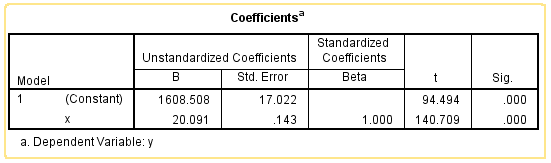 Coefficientsᵃ
Unstandardized Coefficients Standardized Coefficients
Model B Std. Error Beta t Sig.
1 (Constant) 1608.508 17.022 94.494 .000
x 20.091 .143 1.000 140.709 .000
a. Dependent Variable: y